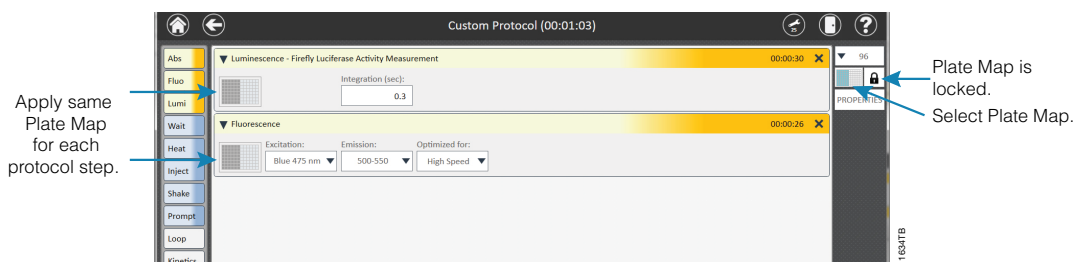 Custom Protocol (00:01:03)
25
?
Abs
Fluo
Lumi
Wait
Heat
Inject
Shake
Prompt
Loop
Kinetics
Luminescence - Firefly Luciferase Activity Measurement 00:00:30
Integration (sec):
0.3
Fluorescence 00:00:26
Excitation: Emission: Optimized for:
Blue 475 nm 500-550 High Speed
96
PROPERTIES
Apply same
Plate Map
for each
protocol step.
Plate Map is
locked.
Select Plate Map.
1634TB